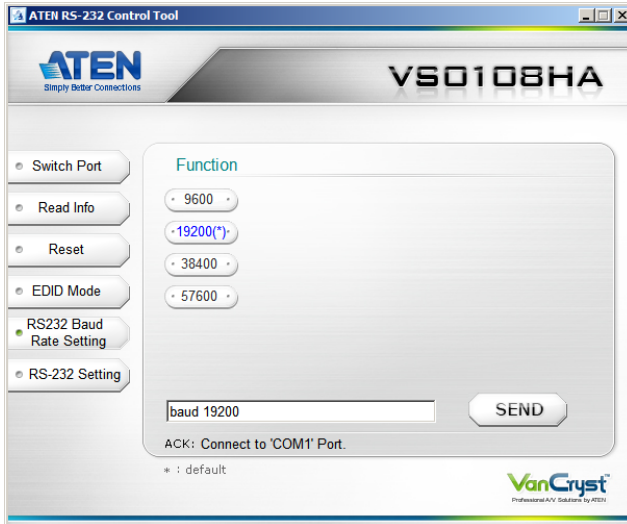 ATEN RS-232 Control Tool
ATEN
Simply Better Connections
VS0108HA
Switch Port
Read Info
Reset
EDID Mode
RS232 Baud
Rate Setting
RS-232 Setting
Function
9600
19200(*)
38400
57600
baud 19200
SEND
ACK: Connect to 'COM1' Port.
* : default
VanCryst™
Professional A/V Solutions by ATEN